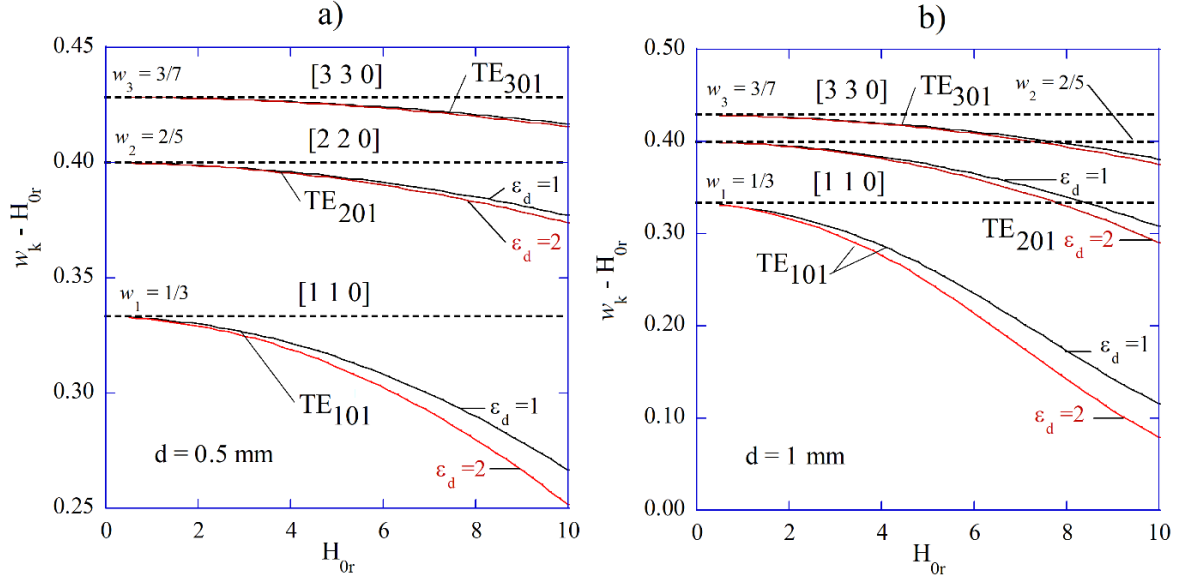 a)
0.45
w3 = 3/7
[3 3 0]
TE301
w2 = 2/5
0.40
[2 2 0]
TE201
εd =1
εd =2
wk - H0r
0.35
w1 = 1/3
[1 1 0]
0.30
TE101
εd =1
d = 0.5 mm
εd =2
0.25
0 2 4 6 8 10
H0r
b)
0.50
w3 = 3/7
[3 3 0]
TE301
w2 = 2/5
0.40
w1 = 1/3
[1 1 0]
εd =1
0.30
TE201
εd =2
TE101
wk - H0r
0.20
εd =1
0.10
εd =2
d = 1 mm
0.00
0 2 4 6 8 10
H0r